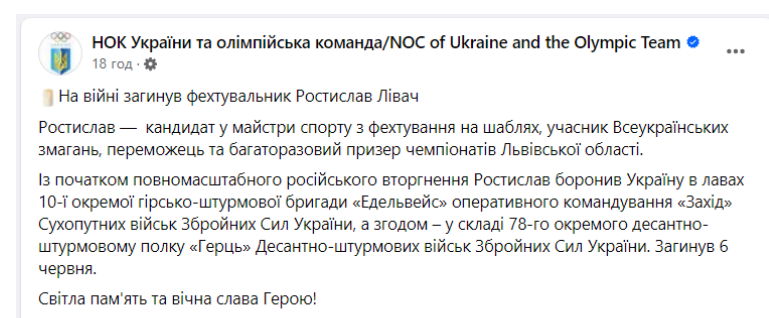 НОК України та олімпійська команда/NOC of Ukraine and the Olympic Team
18 год ·
На війні загинув фехтувальник Ростислав Лівач
Ростислав — кандидат у майстри спорту з фехтування на шаблях, учасник Всеукраїнських
змагань, переможець та багаторазовий призер чемпіонатів Львівської області.
Із початком повномасштабного російського вторгнення Ростислав боронив Україну в лавах
10-ї окремої гірсько-штурмової бригади «Едельвейс» оперативного командування «Захід»
Сухопутних військ Збройних Сил України, а згодом – у складі 78-го окремого десантно-
штурмовому полку «Герць» Десантно-штурмових військ Збройних Сил України. Загинув 6
червня.
Світла пам'ять та вічна слава Герою!